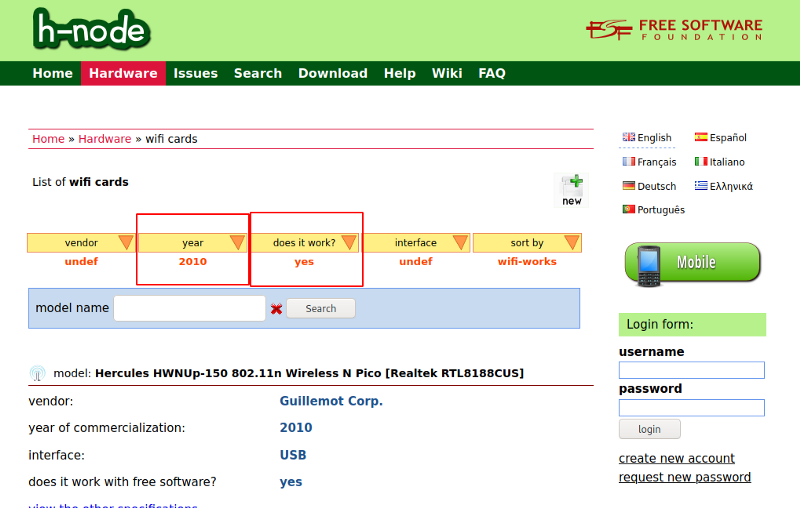 h-node
FREE SOFTWARE
FOUNDATION
Home Hardware Issues Search Download Help Wiki FAQ
Home » Hardware » wifi cards
English Español
Français Italiano
Deutsch Ελληνικά
Português
List of wifi cards
new
vendor year does it work? interface sort by
undef 2010 yes undef wifi-works
Mobile
model name Search
Login form:
username
password
login
create new account
request new password
model: Hercules HWNUp-150 802.11n Wireless N Pico [Realtek RTL8188CUS]
vendor: Guillemot Corp.
year of commercialization: 2010
interface: USB
does it work with free software? yes
view the other specifications